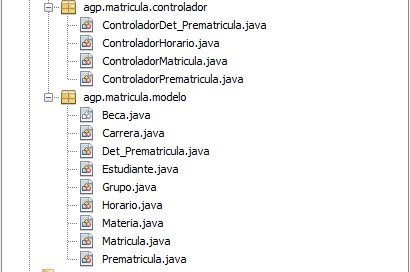 agp.matricula.controlador
ControladorDet_Prematricula.java
ControladorHorario.java
ControladorMatricula.java
ControladorPrematricula.java
agp.matricula.modelo
Beca.java
Carrera.java
Det_Prematricula.java
Estudiante.java
Grupo.java
Horario.java
Materia.java
Matricula.java
Prematricula.java